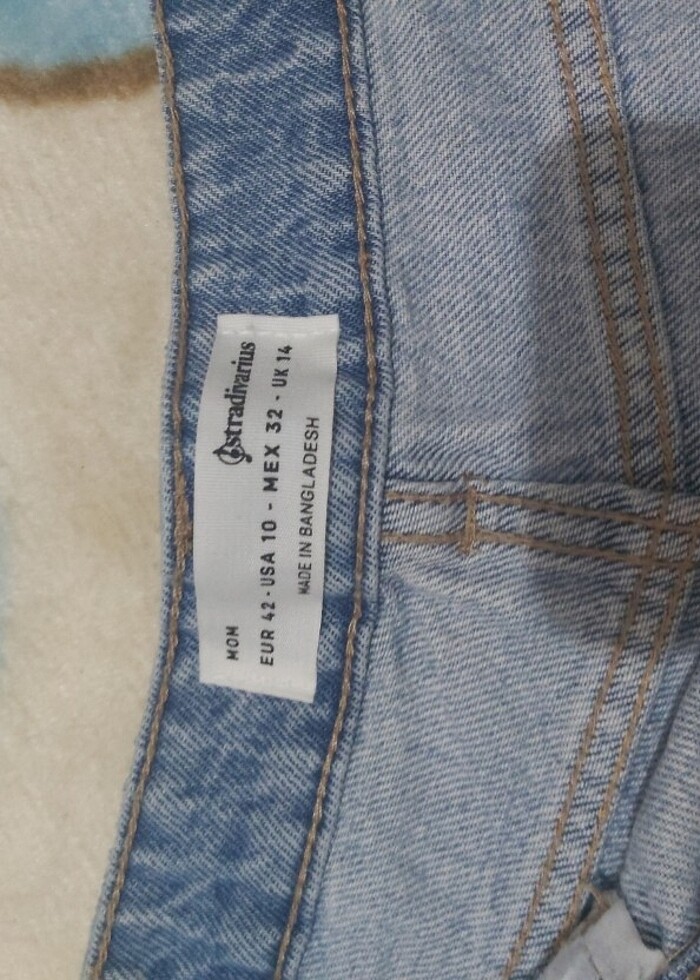 stradivarius
MOM
EUR 42 - USA 10 - MEX 32 - UK 14
MADE IN BANGLADESH